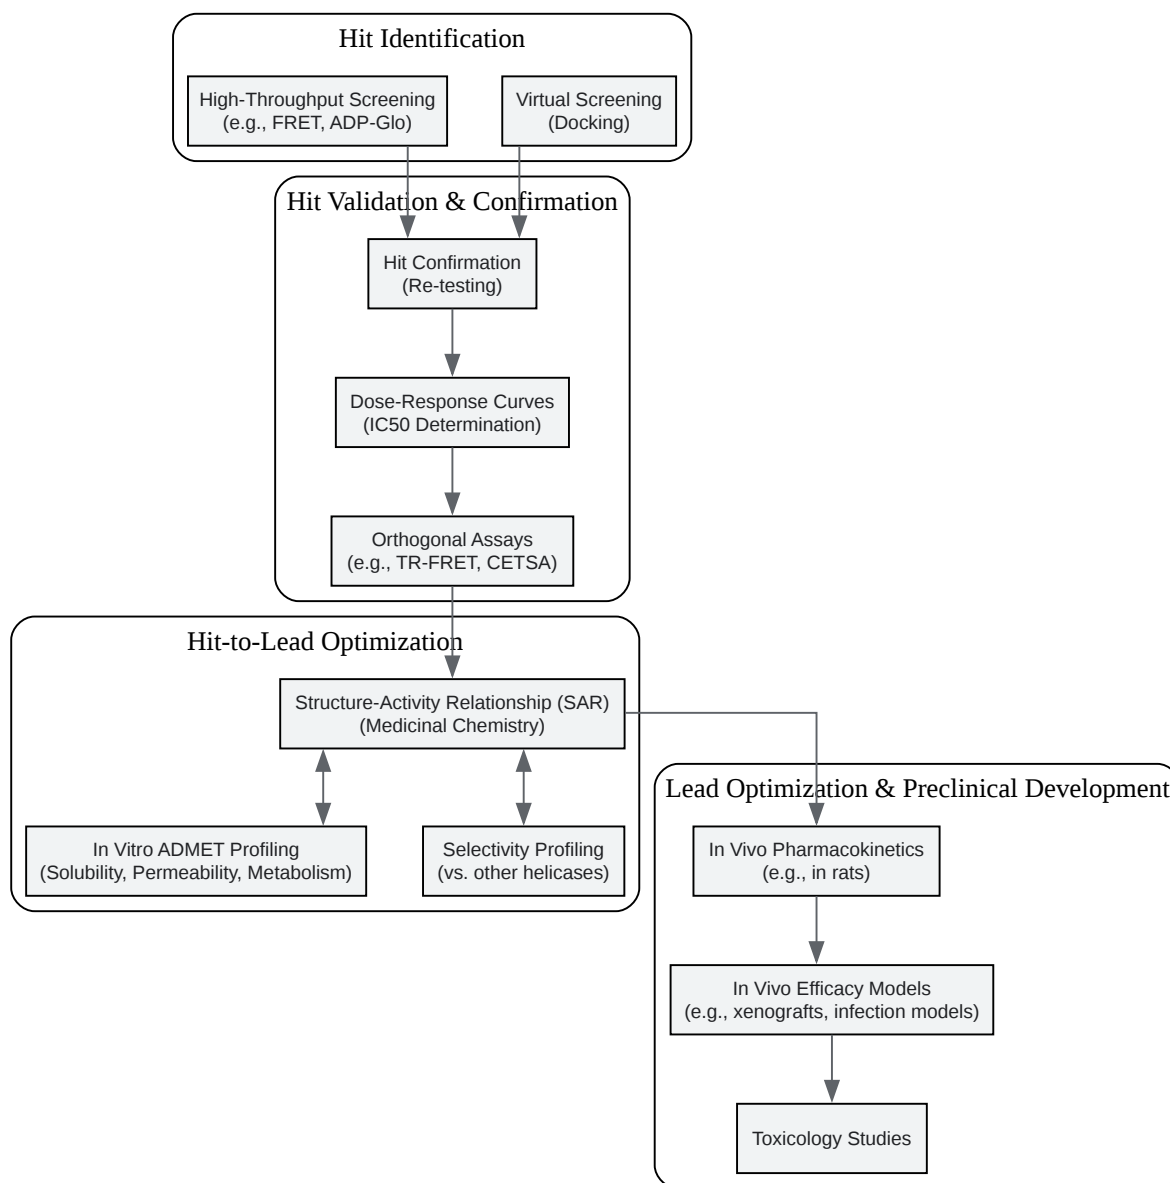 Hit Identification
High-Throughput Screening
(e.g., FRET, ADP-Glo)
Virtual Screening
(Docking)
Hit Validation & Confirmation
Hit Confirmation
(Re-testing)
Dose-Response Curves
(IC50 Determination)
Orthogonal Assays
(e.g., TR-FRET, CETSA)
Hit-to-Lead Optimization
Structure-Activity Relationship (SAR)
(Medicinal Chemistry)
In Vitro ADMET Profiling
(Solubility, Permeability, Metabolism)
Selectivity Profiling
(vs. other helicases)
Lead Optimization & Preclinical Development
In Vivo Pharmacokinetics
(e.g., in rats)
In Vivo Efficacy Models
(e.g., xenografts, infection models)
Toxicology Studies